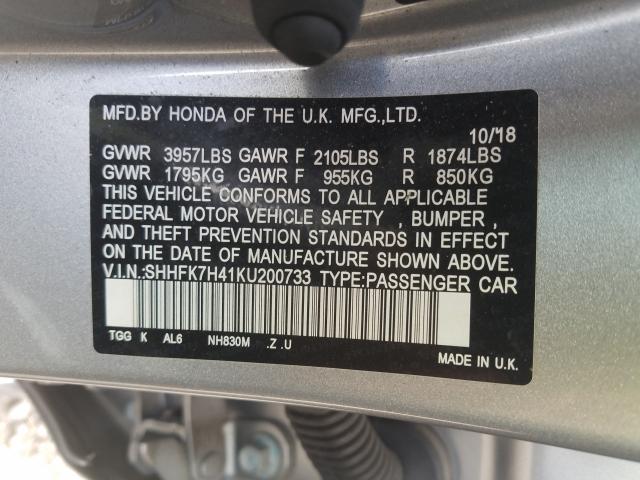 MFD.BY HONDA OF THE U.K. MFG.,LTD.
10/18
GVWR 3957LBS GAWR F 2105LBS R 1874LBS
GVWR 1795KG GAWR F 955KG R 850KG
THIS VEHICLE CONFORMS TO ALL APPLICABLE
FEDERAL MOTOR VEHICLE SAFETY , BUMPER ,
AND THEFT PREVENTION STANDARDS IN EFFECT
ON THE DATE OF MANUFACTURE SHOWN ABOVE.
V.I.N.:SHHFK7H41KU200733 TYPE:PASSENGER CAR
TGG K AL6 NH830M .Z .U
MADE IN U.K.